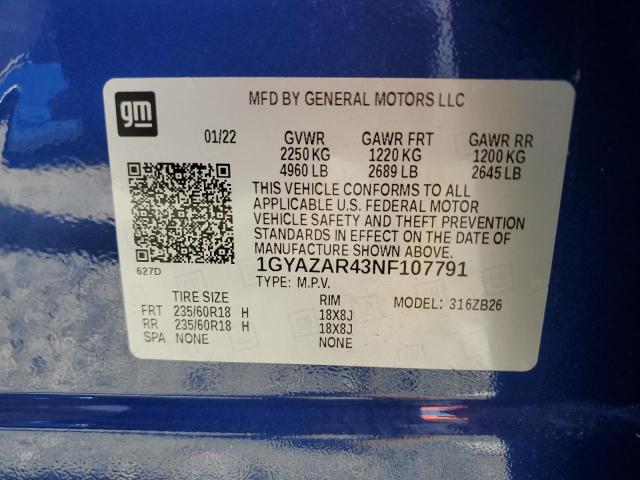 gm
MFD BY GENERAL MOTORS LLC
01/22 GVWR GAWR FRT GAWR RR
2250 KG 1220 KG 1200 KG
4960 LB 2689 LB 2645 LB
THIS VEHICLE CONFORMS TO ALL
APPLICABLE U.S. FEDERAL MOTOR
VEHICLE SAFETY AND THEFT PREVENTION
STANDARDS IN EFFECT ON THE DATE OF
MANUFACTURE SHOWN ABOVE.
627D 1GYAZAR43NF107791
TYPE: M.P.V.
TIRE SIZE RIM MODEL: 316ZB26
FRT 235/60R18 H 18X8J
RR 235/60R18 H 18X8J
SPA NONE NONE